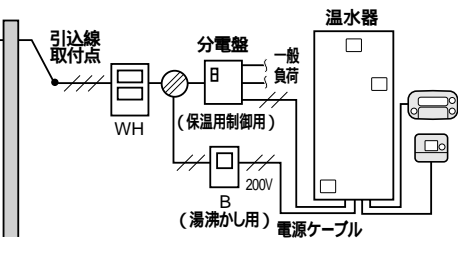 温水器
引込線
取付点
分電盤
一般
負荷
WH
(保温用制御用)
200V
B
(湯沸かし用)
電源ケーブル